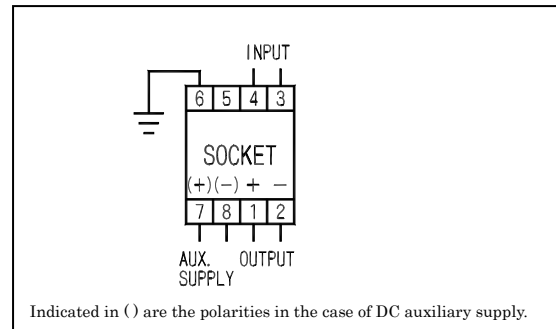 INPUT
6 5 4 3
SOCKET
(+)(−) + −
7 8 1 2
AUX. OUTPUT
SUPPLY
Indicated in ( ) are the polarities in the case of DC auxiliary supply.